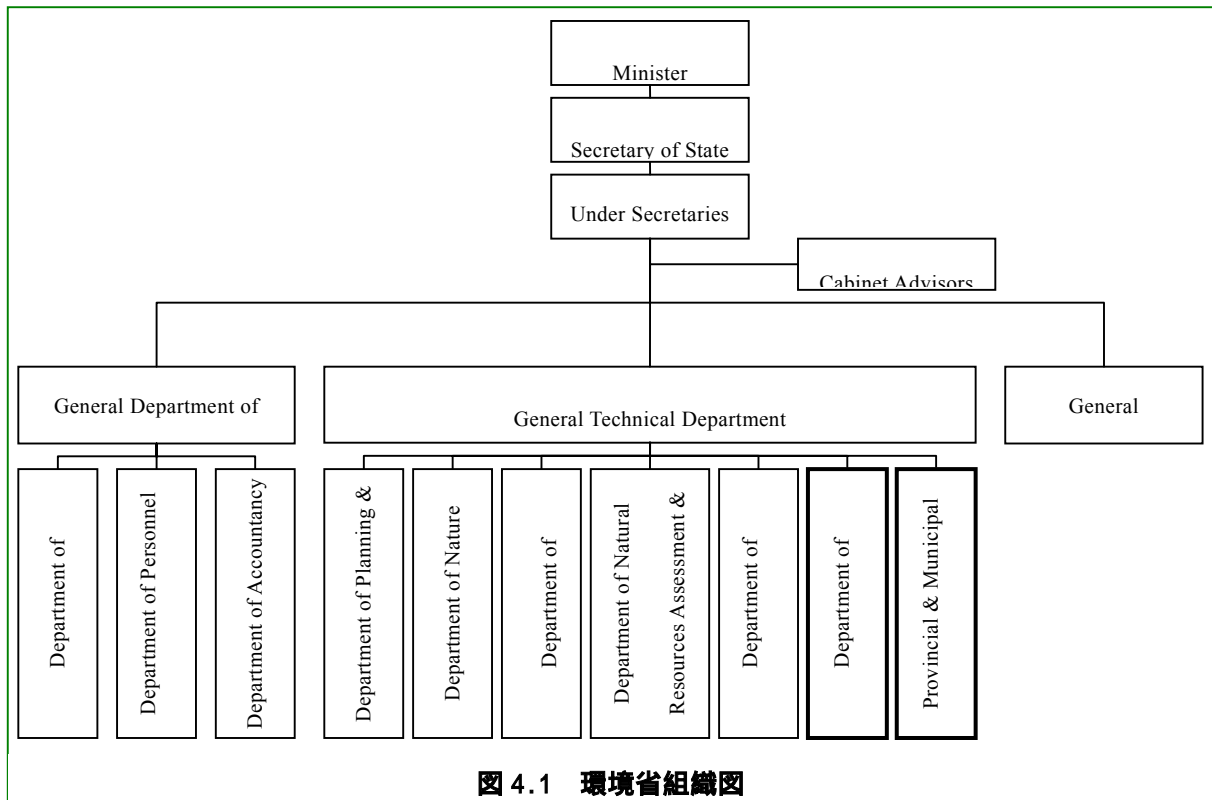 Minister
Secretary of State
Under Secretaries
Cabinet Advisors
General Department of
General Technical Department
General
Department of
Department of Personnel
Department of Accountancy
Department of Planning &
Department of Nature
Department of
Department of Natural
Resources Assessment &
Department of
Department of
Provincial & Municipal
図 4.1 環境省組織図